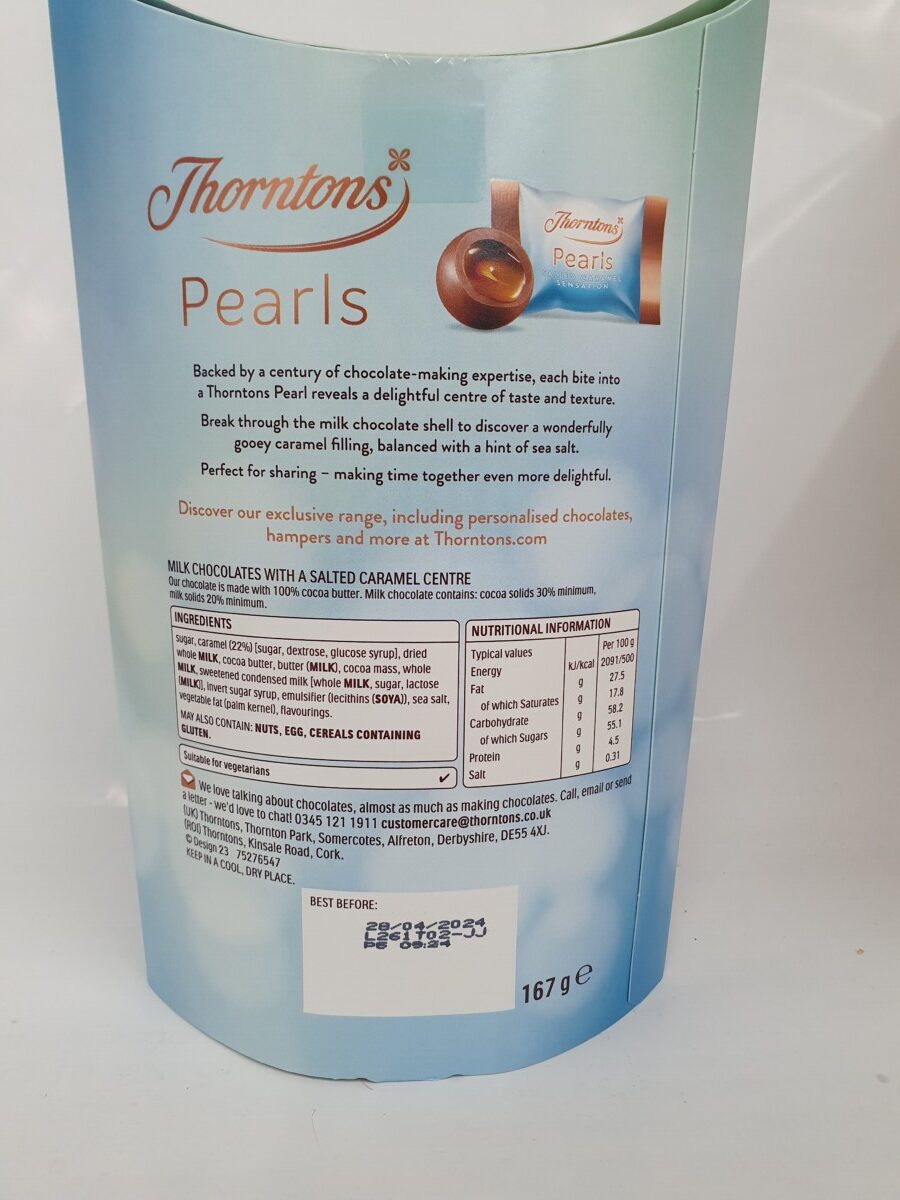 Thorntons
Pearls
Thorntons
Pearls
SENSATION
Backed by a century of chocolate-making expertise, each bite into
a Thorntons Pearl reveals a delightful centre of taste and texture.
Break through the milk chocolate shell to discover a wonderfully
gooey caramel filling, balanced with a hint of sea salt.
Perfect for sharing – making time together even more delightful.
Discover our exclusive range, including personalised chocolates,
hampers and more at Thorntons.com
MILK CHOCOLATES WITH A SALTED CARAMEL CENTRE
Our chocolate is made with 100% cocoa butter. Milk chocolate contains: cocoa solids 30% minimum,
milk solids 20% minimum.
INGREDIENTS
sugar, caramel (22%) [sugar, dextrose, glucose syrup], dried
whole MILK, cocoa butter, butter (MILK), cocoa mass, whole
MILK, sweetened condensed milk [whole MILK, sugar, lactose
(MILK)], invert sugar syrup, emulsifier (lecithins (SOYA)), sea salt,
vegetable fat (palm kernel), flavourings.
MAY ALSO CONTAIN: NUTS, EGG, CEREALS CONTAINING
GLUTEN.
Suitable for vegetarians ✔
NUTRITIONAL INFORMATION
Typical values Per 100 g
Energy kJ/kcal 2091/500
Fat g 27.5
of which Saturates g 17.8
Carbohydrate g 58.2
of which Sugars g 55.1
Protein g 4.5
Salt g 0.31
We love talking about chocolates, almost as much as making chocolates. Call, email or send
a letter - we'd love to chat! 0345 121 1911 customercare@thorntons.co.uk
(UK) Thorntons, Thornton Park, Somercotes, Alfreton, Derbyshire, DE55 4XJ.
(ROI) Thorntons, Kinsale Road, Cork.
© Design 23 75276547
KEEP IN A COOL, DRY PLACE.
BEST BEFORE:
28/04/2024
L261T02-JJ
P6 09:24
167 g e